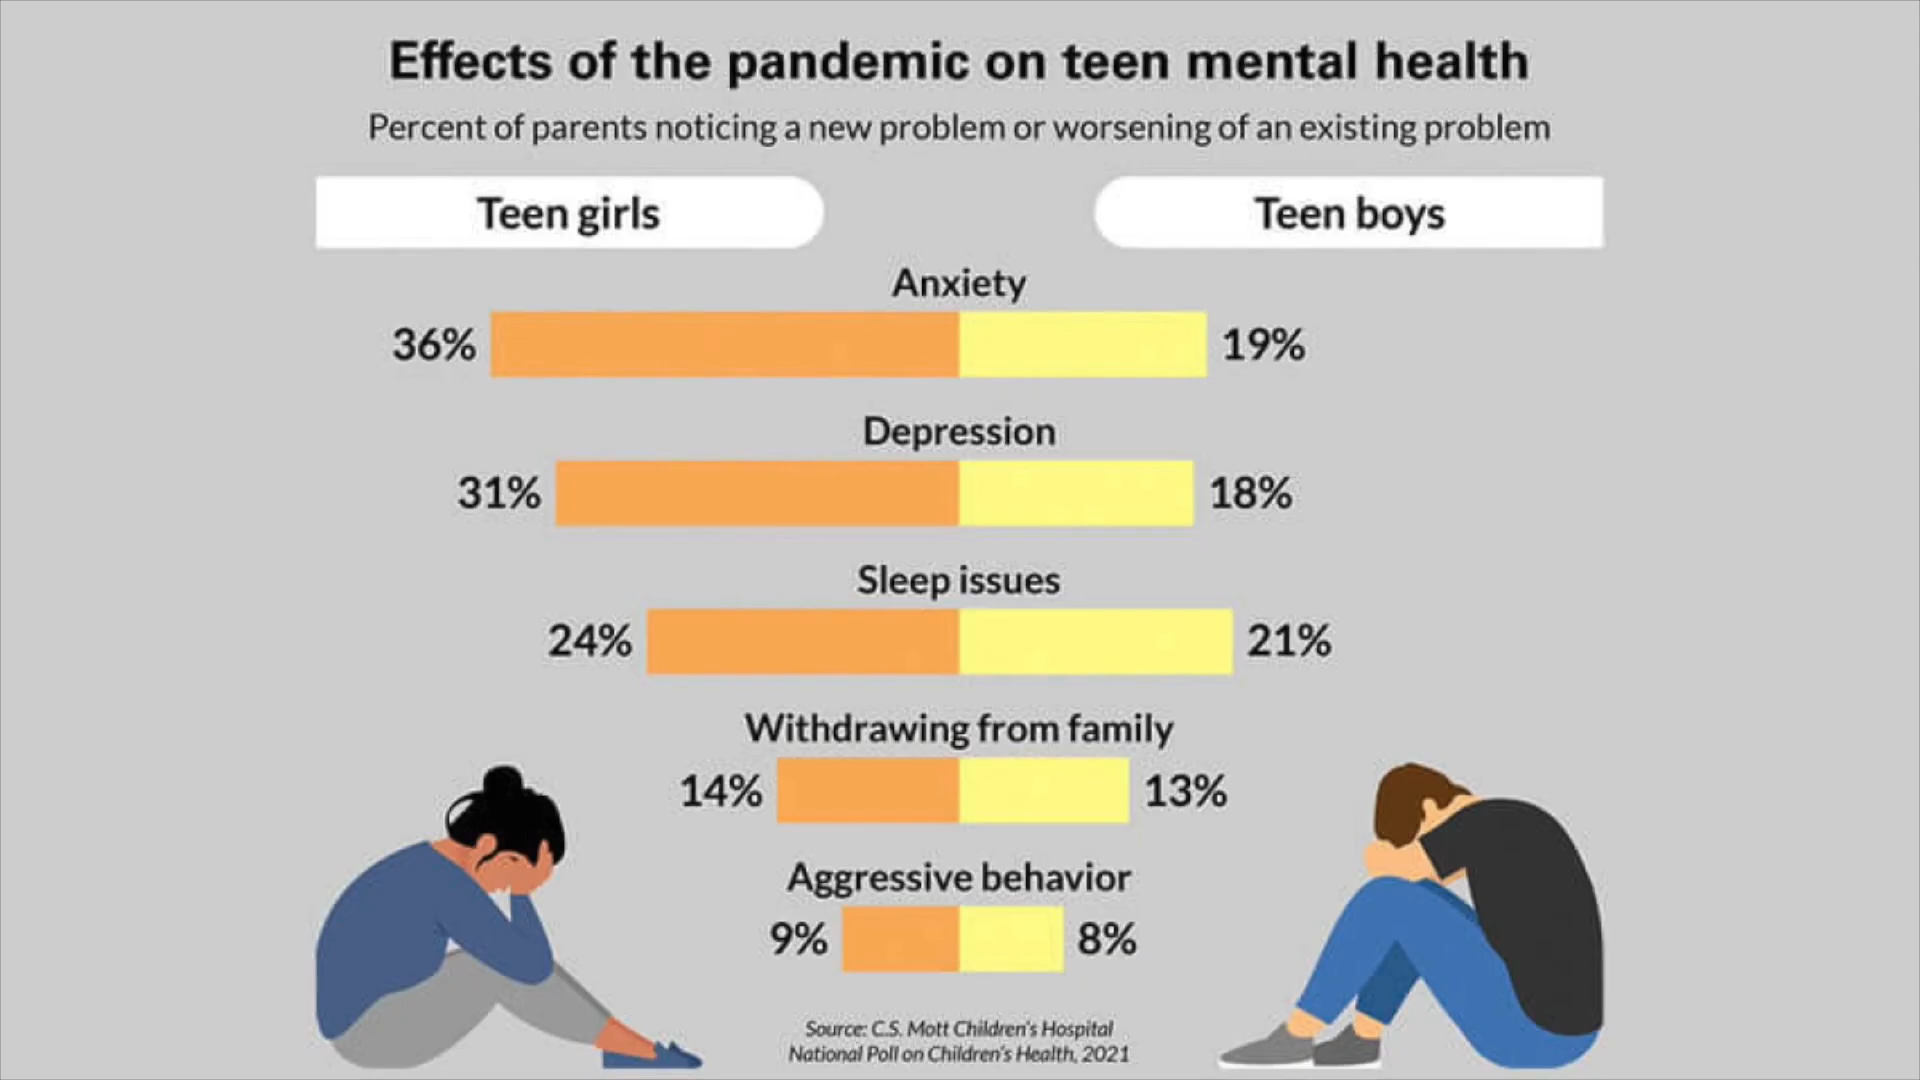 Effects of the pandemic on teen mental health
Percent of parents noticing a new problem or worsening of an existing problem
Teen girls
Teen boys
Anxiety
36%
19%
Depression
31%
18%
Sleep issues
24%
21%
Withdrawing from family
14%
13%
Aggressive behavior
9%
8%
Source: C.S. Mott Children's Hospital
National Poll on Children's Health, 2021